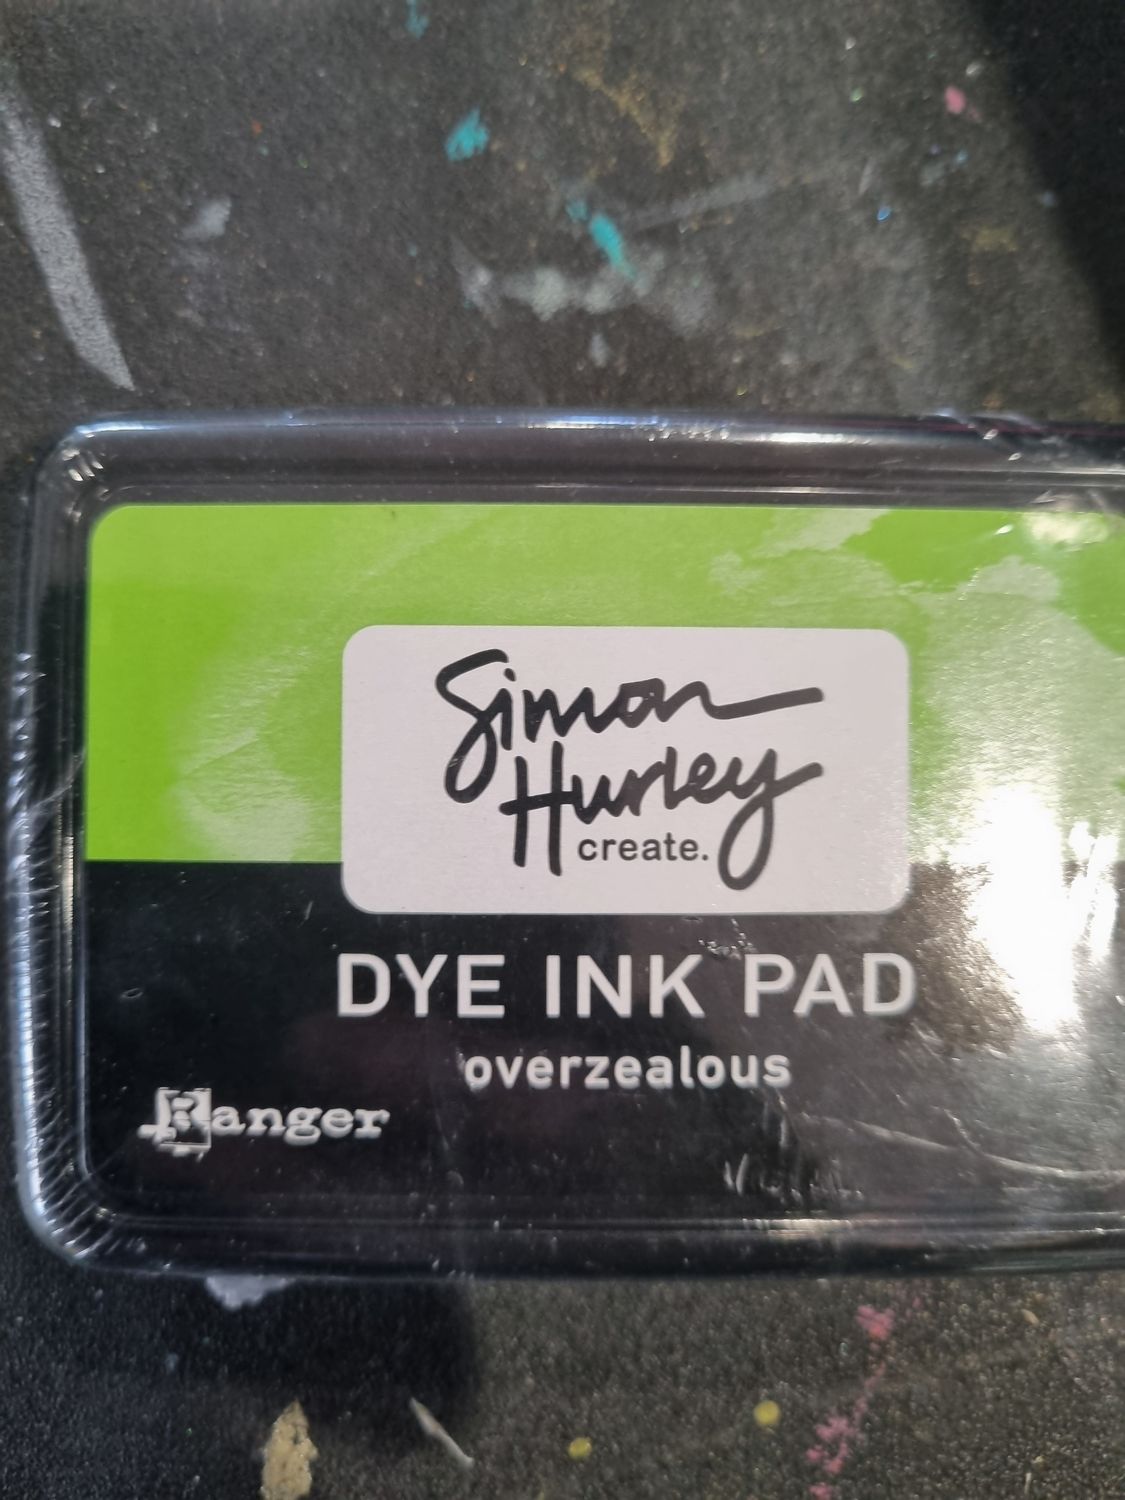 Simon
Hurley
create.
DYE INK PAD
overzealous
Ranger